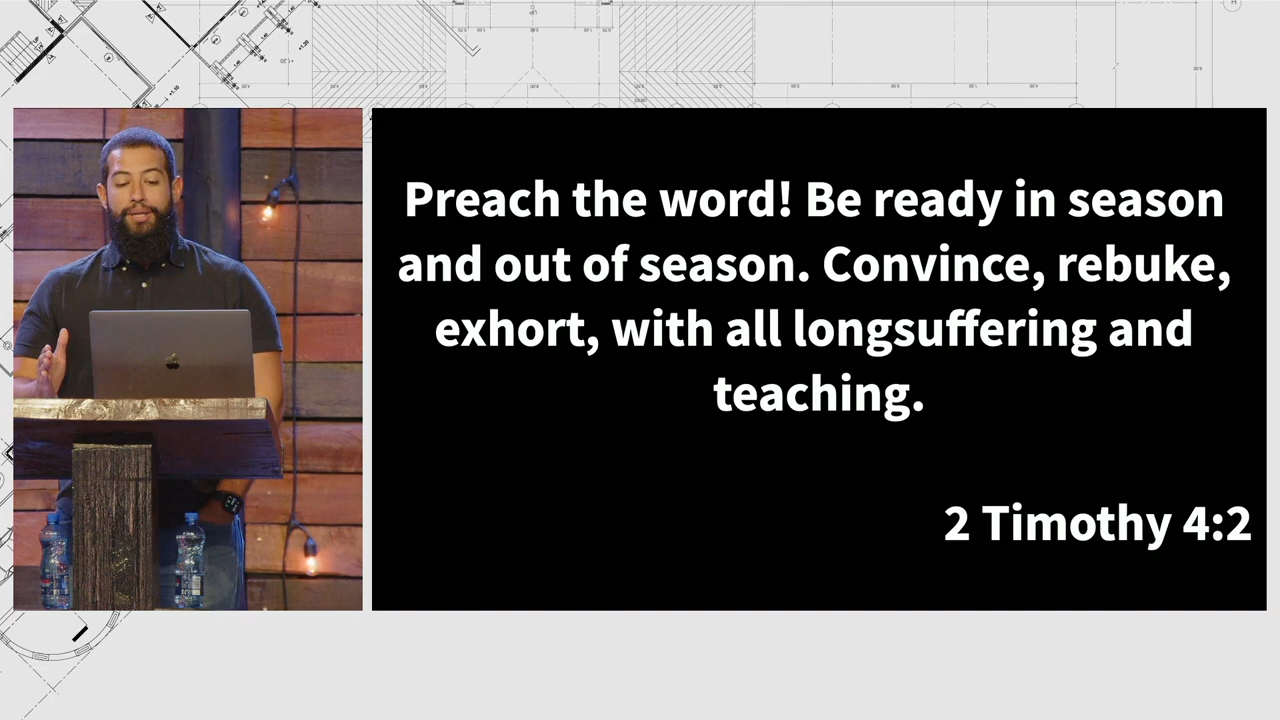 Preach the word! Be ready in season
and out of season. Convince, rebuke,
exhort, with all longsuffering and
teaching.
2 Timothy 4:2